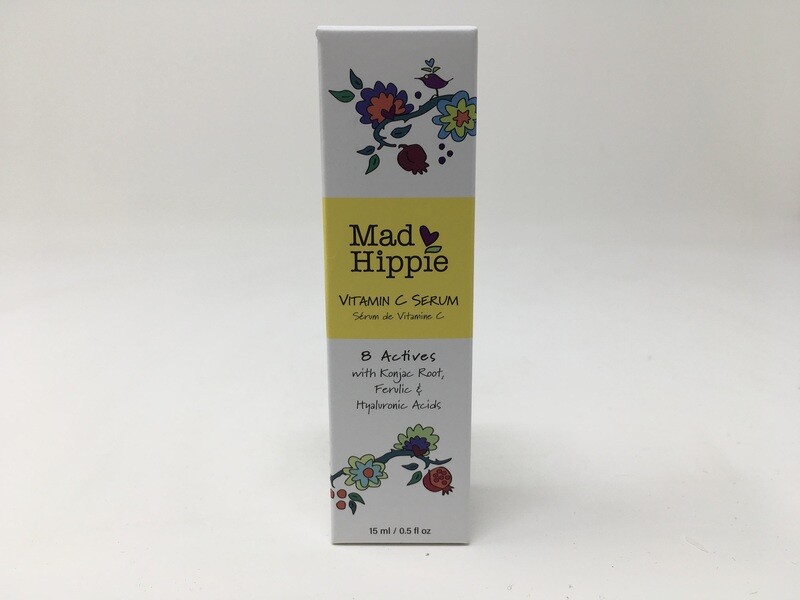 Mad
Hippie
VITAMIN C SERUM
Sérum de Vitamine C
8 Actives
with Konjac Root,
Ferulic &
Hyaluronic Acids
15 ml / 0.5 fl oz